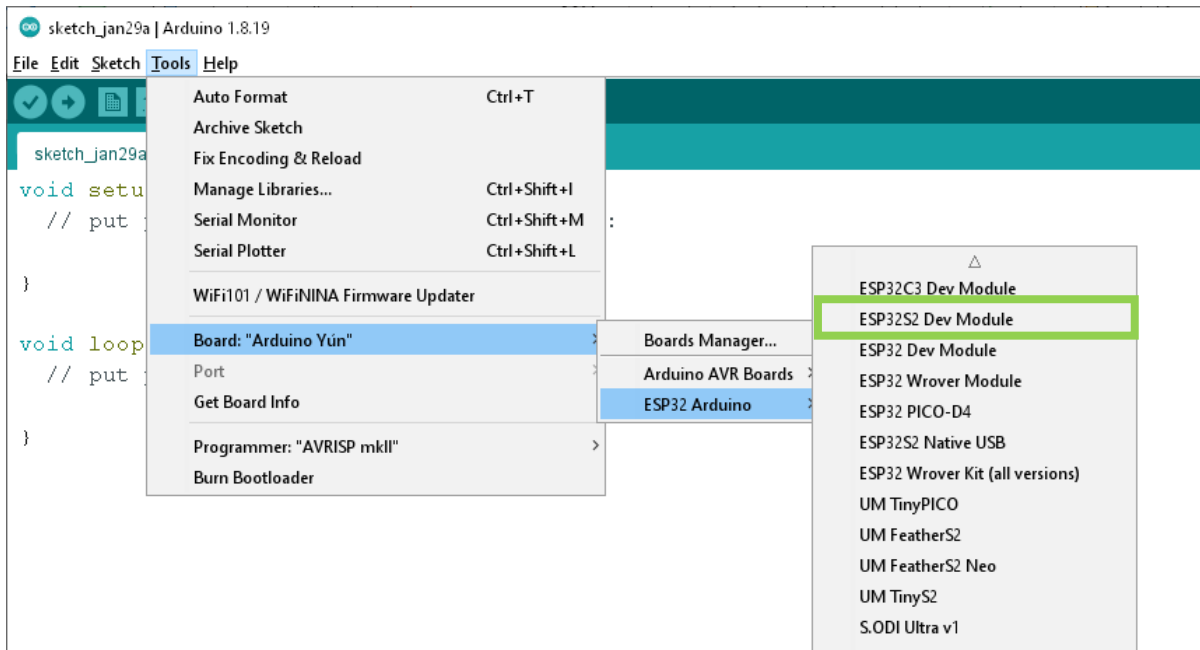 sketch_jan29a | Arduino 1.8.19
File Edit Sketch Tools Help
Auto Format Ctrl+T
Archive Sketch
sketch_jan29a
Fix Encoding & Reload
void setu
Manage Libraries... Ctrl+Shift+I
// put
Serial Monitor Ctrl+Shift+M
:
Serial Plotter Ctrl+Shift+L
}
WiFi101 / WiFiNINA Firmware Updater
void loop
Board: "Arduino Yún"
// put
Port
Get Board Info
}
Programmer: "AVRISP mkII"
Burn Bootloader
Boards Manager...
Arduino AVR Boards
ESP32 Arduino
ESP32C3 Dev Module
ESP32S2 Dev Module
ESP32 Dev Module
ESP32 Wrover Module
ESP32 PICO-D4
ESP32S2 Native USB
ESP32 Wrover Kit (all versions)
UM TinyPICO
UM FeatherS2
UM FeatherS2 Neo
UM TinyS2
S.ODI Ultra v1